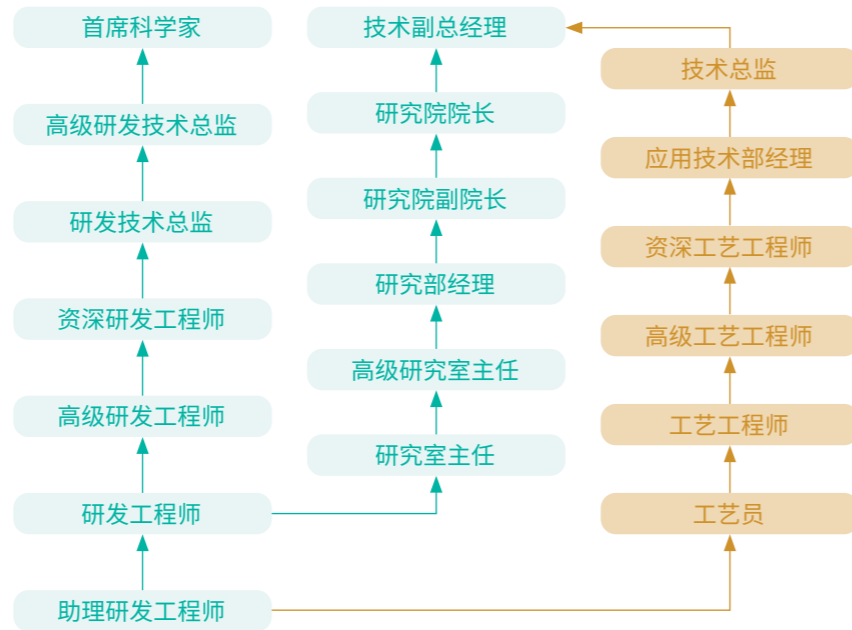 首席科学家
高级研发技术总监
研发技术总监
资深研发工程师
高级研发工程师
研发工程师
助理研发工程师
技术副总经理
研究院院长
研究院副院长
研究部经理
高级研究室主任
研究室主任
技术总监
应用技术部经理
资深工艺工程师
高级工艺工程师
工艺工程师
工艺员